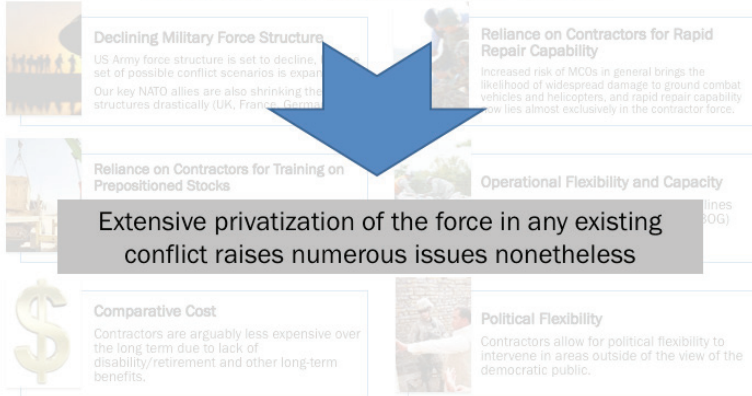 Declining Military Force Structure
US Army force structure is set to decline,
set of possible conflict scenarios is
Our key NATO allies are also shrinking
structures drastically (UK, France,
Reliance on Contractors for Rapid
Repair Capability
Increased risk of MCOs in general brings the
likelihood of widespread damage to ground combat
vehicles and helicopters, and rapid repair capability
now lies almost exclusively in the contractor force.
Reliance on Contractors for Training on
Prepositioned Stocks
Operational Flexibility and Capacity
Extensive privatization of the force in any existing
conflict raises numerous issues nonetheless
Comparative Cost
Contractors are arguably less expensive over
the long term due to lack of
disability/retirement and other long-term
benefits.
Political Flexibility
Contractors allow for political flexibility to
intervene in areas outside of the view of the
democratic public.